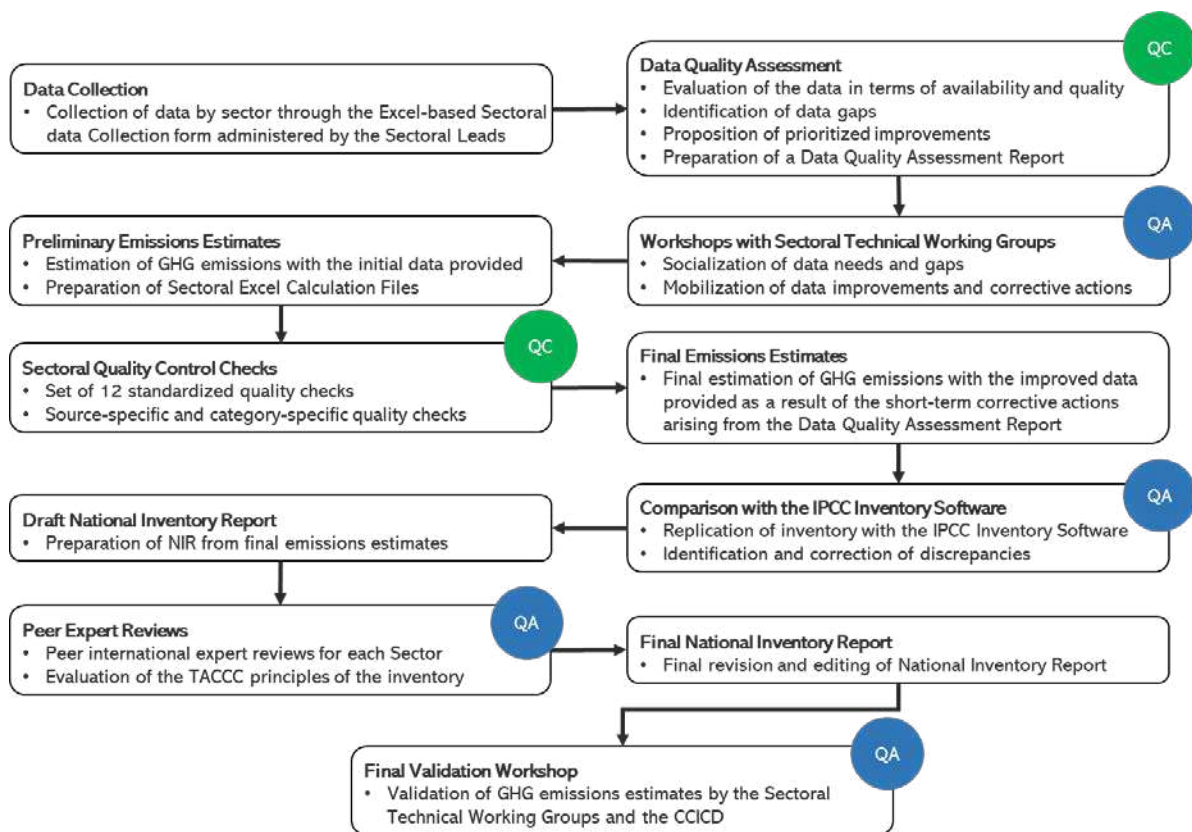 Data Collection
• Collection of data by sector through the Excel-based Sectoral
data Collection form administered by the Sectoral Leads
QC
Data Quality Assessment
• Evaluation of the data in terms of availability and quality
• Identification of data gaps
• Proposition of prioritized improvements
• Preparation of a Data Quality Assessment Report
QA
Workshops with Sectoral Technical Working Groups
• Socialization of data needs and gaps
• Mobilization of data improvements and corrective actions
Preliminary Emissions Estimates
• Estimation of GHG emissions with the initial data provided
• Preparation of Sectoral Excel Calculation Files
QC
Sectoral Quality Control Checks
• Set of 12 standardized quality checks
• Source-specific and category-specific quality checks
Final Emissions Estimates
• Final estimation of GHG emissions with the improved data
provided as a result of the short-term corrective actions
arising from the Data Quality Assessment Report
QA
Comparison with the IPCC Inventory Software
• Replication of inventory with the IPCC Inventory Software
• Identification and correction of discrepancies
Draft National Inventory Report
• Preparation of NIR from final emissions estimates
QA
Peer Expert Reviews
• Peer international expert reviews for each Sector
• Evaluation of the TACCC principles of the inventory
Final National Inventory Report
• Final revision and editing of National Inventory Report
QA
Final Validation Workshop
• Validation of GHG emissions estimates by the Sectoral
Technical Working Groups and the CCICD